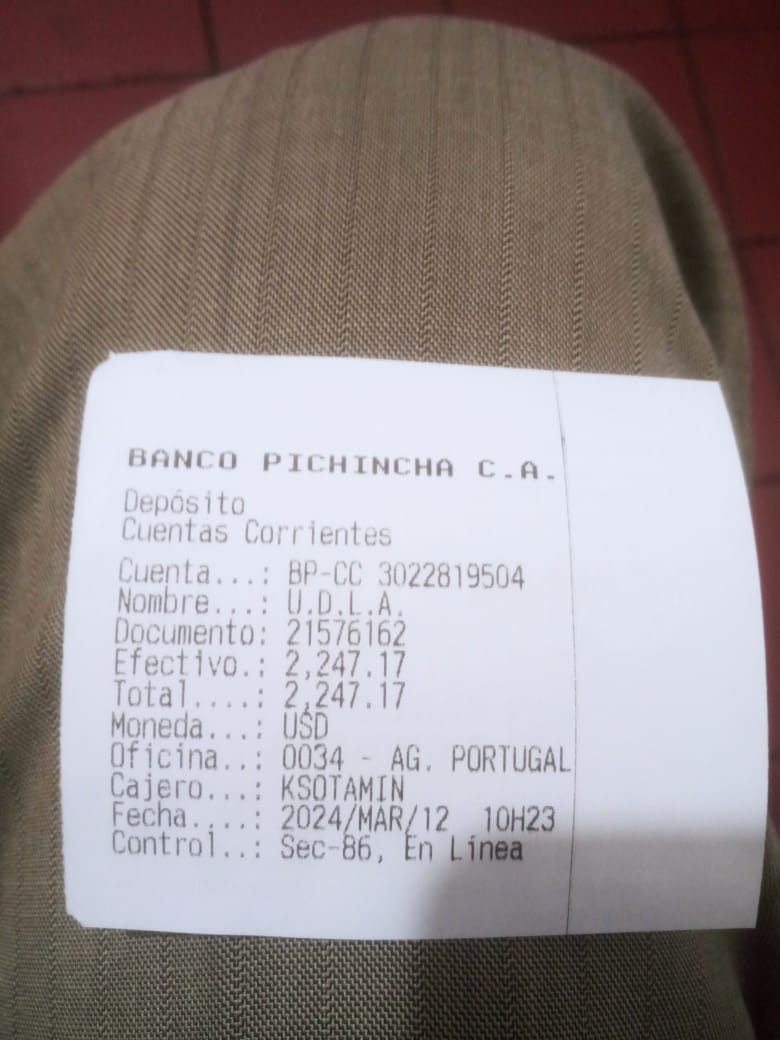 BANCO PICHINCHA C.A.
Depósito
Cuentas Corrientes
Cuenta...: BP-CC 3022819504
Nombre...: U.D.L.A.
Documento: 21576162
Efectivo.: 2,247.17
Total....: 2,247.17
Moneda...: USD
Oficina..: 0034 - AG. PORTUGAL
Cajero...: KSOTAMIN
Fecha....: 2024/MAR/12 10H23
Control..: Sec-86, En Línea